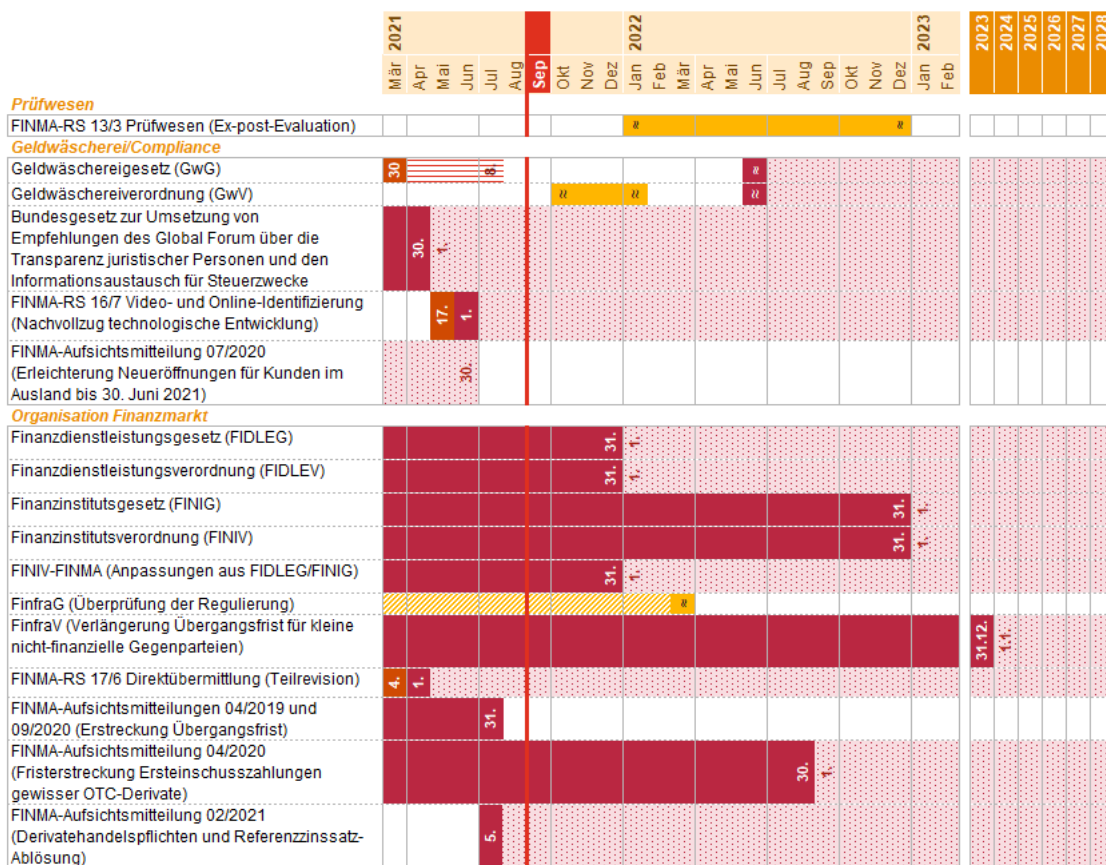 2021 2022 2023 2023 2024 2025 2026 2027 2028
Mär Apr Mai Jun Jul Aug Sep Okt Nov Dez Jan Feb Mär Apr Mai Jun Jul Aug Sep Okt Nov Dez Jan Feb
Prüfwesen
FINMA-RS 13/3 Prüfwesen (Ex-post-Evaluation) ≈ ≈
Geldwäscherei/Compliance
Geldwäschereigesetz (GwG) 30 8. ≈
Geldwäschereiverordnung (GwV) ≈ ≈ ≈
Bundesgesetz zur Umsetzung von
Empfehlungen des Global Forum über die
Transparenz juristischer Personen und den 30. 1.
Informationsaustausch für Steuerzwecke
FINMA-RS 16/7 Video- und Online-Identifizierung
(Nachvollzug technologische Entwicklung) 17. 1.
FINMA-Aufsichtsmitteilung 07/2020
(Erleichterung Neueröffnungen für Kunden im 30.
Ausland bis 30. Juni 2021)
Organisation Finanzmarkt
Finanzdienstleistungsgesetz (FIDLEG) 31. 1.
Finanzdienstleistungsverordnung (FIDLEV) 31. 1.
Finanzinstitutsgesetz (FINIG) 31. 1.
Finanzinstitutsverordnung (FINIV) 31. 1.
FINIV-FINMA (Anpassungen aus FIDLEG/FINIG) 31. 1.
FinfraG (Überprüfung der Regulierung) ≈
FinfraV (Verlängerung Übergangsfrist für kleine
nicht-finanzielle Gegenparteien) 31.12. 1.1.
FINMA-RS 17/6 Direktübermittlung (Teilrevision) 4. 1.
FINMA-Aufsichtsmitteilungen 04/2019 und
09/2020 (Erstreckung Übergangsfrist) 31.
FINMA-Aufsichtsmitteilung 04/2020
(Fristerstreckung Ersteinschusszahlungen 30. 1.
gewisser OTC-Derivate)
FINMA-Aufsichtsmitteilung 02/2021
(Derivatehandelspflichten und Referenzzinssatz- 5.
Ablösung)